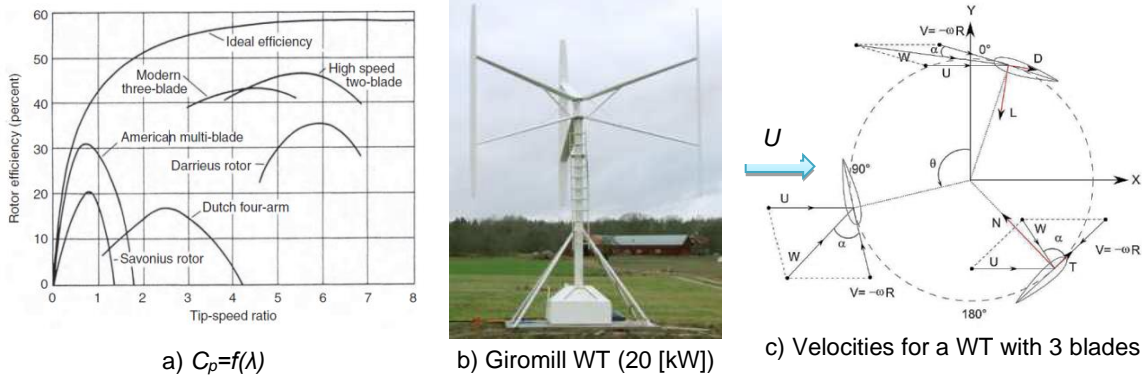 60
50
40
30
20
10
0
Rotor efficiency (percent)
Ideal efficiency
Modern
three-blade
High speed
two-blade
American multi-blade
Darrieus rotor
Dutch four-arm
Savonius rotor
0 1 2 3 4 5 6 7 8
Tip-speed ratio
a) Cp=f(λ)
b) Giromill WT (20 [kW])
Y
V= -ωR
α
0°
D
W
U
L
U
90°
θ
X
U
W
α
V= -ωR
N
W
α
U
T
V= -ωR
180°
c) Velocities for a WT with 3 blades